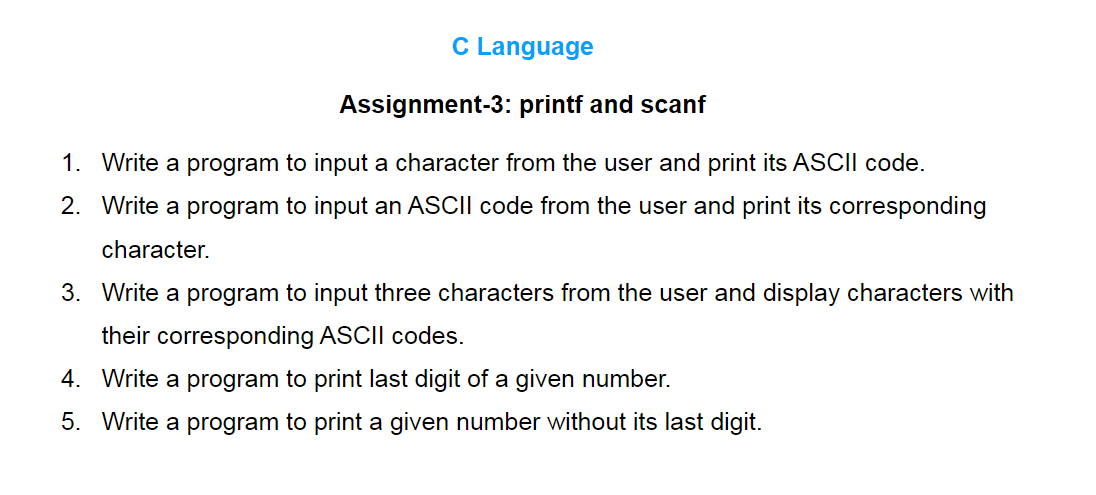 C Language
Assignment-3: printf and scanf
1. Write a program to input a character from the user and print its ASCII code.
2. Write a program to input an ASCII code from the user and print its corresponding
character.
3. Write a program to input three characters from the user and display characters with
their corresponding ASCII codes.
4. Write a program to print last digit of a given number.
5. Write a program to print a given number without its last digit.